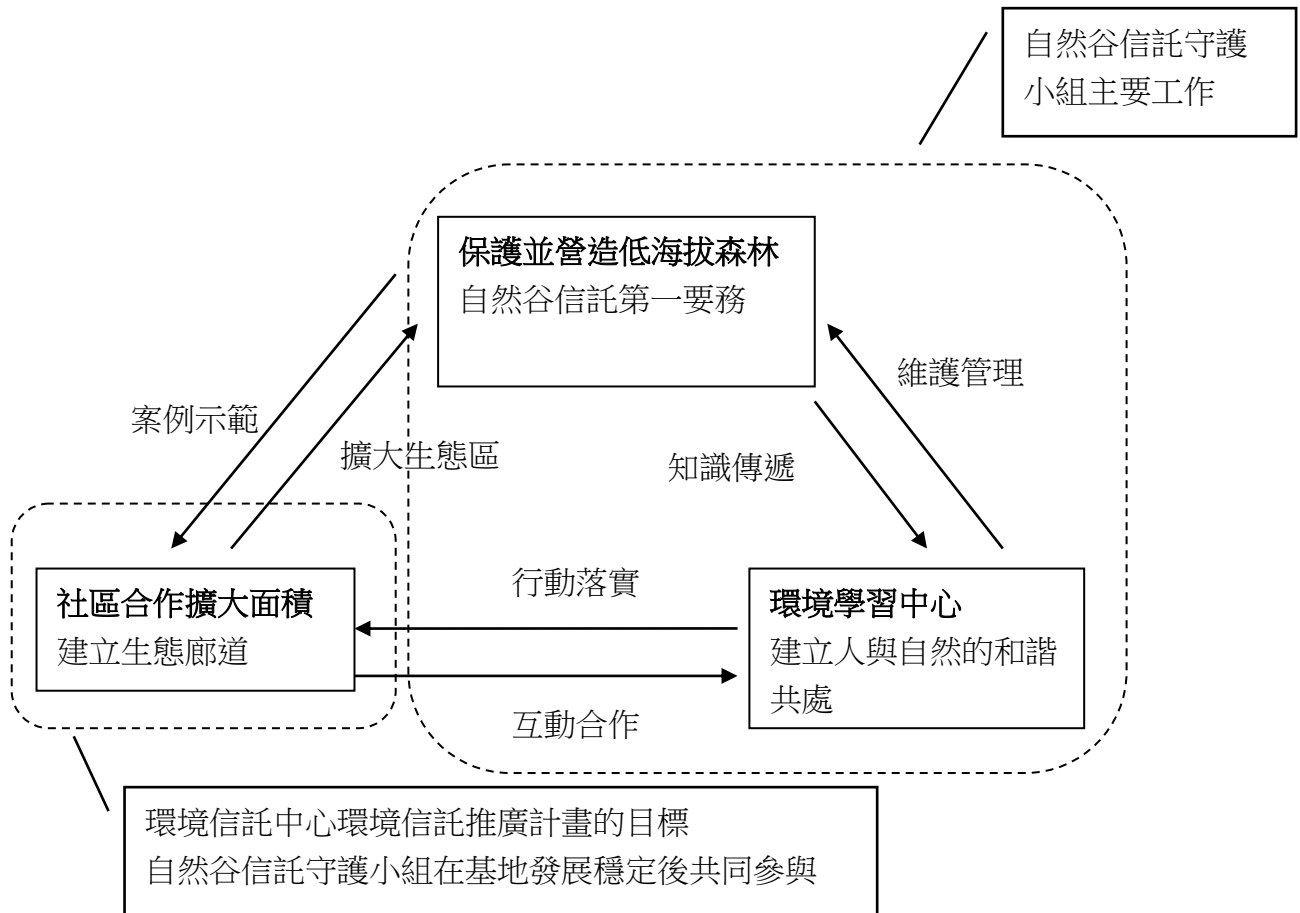 自然谷信託守護
小組主要工作
保護並營造低海拔森林
自然谷信託第一要務
維護管理
案例示範
擴大生態區
知識傳遞
行動落實
社區合作擴大面積
建立生態廊道
環境學習中心
建立人與自然的和諧
共處
互動合作
環境信託中心環境信託推廣計畫的目標
自然谷信託守護小組在基地發展穩定後共同參與